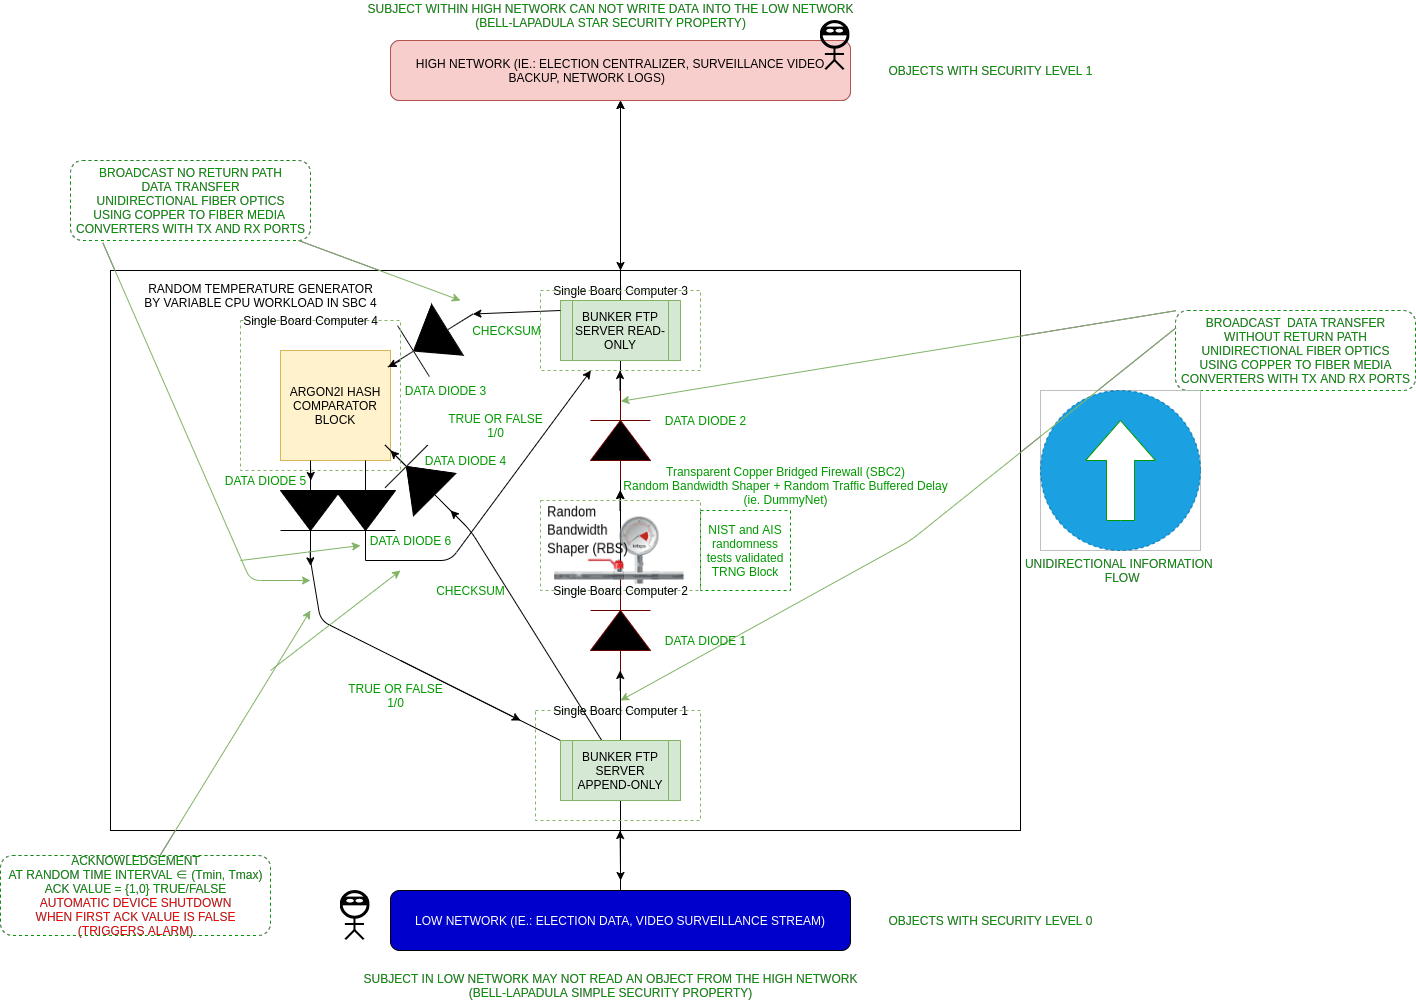 SUBJECT WITHIN HIGH NETWORK CAN NOT WRITE DATA INTO THE LOW NETWORK
(BELL-LAPADULA STAR SECURITY PROPERTY)
HIGH NETWORK (IE.: ELECTION CENTRALIZER, SURVEILLANCE VIDEO
BACKUP, NETWORK LOGS)
OBJECTS WITH SECURITY LEVEL 1
BROADCAST NO RETURN PATH
DATA TRANSFER
UNIDIRECTIONAL FIBER OPTICS
USING COPPER TO FIBER MEDIA
CONVERTERS WITH TX AND RX PORTS
RANDOM TEMPERATURE GENERATOR
BY VARIABLE CPU WORKLOAD IN SBC 4
Single Board Computer 4
Single Board Computer 3
BUNKER FTP
SERVER READ-
ONLY
CHECKSUM
BROADCAST  DATA TRANSFER
WITHOUT RETURN PATH
UNIDIRECTIONAL FIBER OPTICS
USING COPPER TO FIBER MEDIA
CONVERTERS WITH TX AND RX PORTS
ARGON2I HASH
COMPARATOR
BLOCK
DATA DIODE 3
TRUE OR FALSE
1/0
DATA DIODE 2
DATA DIODE 4
DATA DIODE 5
Transparent Copper Bridged Firewall (SBC2)
Random Bandwidth Shaper + Random Traffic Buffered Delay
(ie. DummyNet)
Random
Bandwidth
Shaper (RBS)
NIST and AIS
randomness
tests validated
TRNG Block
DATA DIODE 6
UNIDIRECTIONAL INFORMATION
FLOW
CHECKSUM
Single Board Computer 2
DATA DIODE 1
TRUE OR FALSE
1/0
Single Board Computer 1
BUNKER FTP
SERVER
APPEND-ONLY
ACKNOWLEDGEMENT
AT RANDOM TIME INTERVAL ∈ (Tmin, Tmax)
ACK VALUE = {1,0} TRUE/FALSE
AUTOMATIC DEVICE SHUTDOWN
WHEN FIRST ACK VALUE IS FALSE
(TRIGGERS ALARM)
LOW NETWORK (IE.: ELECTION DATA, VIDEO SURVEILLANCE STREAM)
OBJECTS WITH SECURITY LEVEL 0
SUBJECT IN LOW NETWORK MAY NOT READ AN OBJECT FROM THE HIGH NETWORK
(BELL-LAPADULA SIMPLE SECURITY PROPERTY)